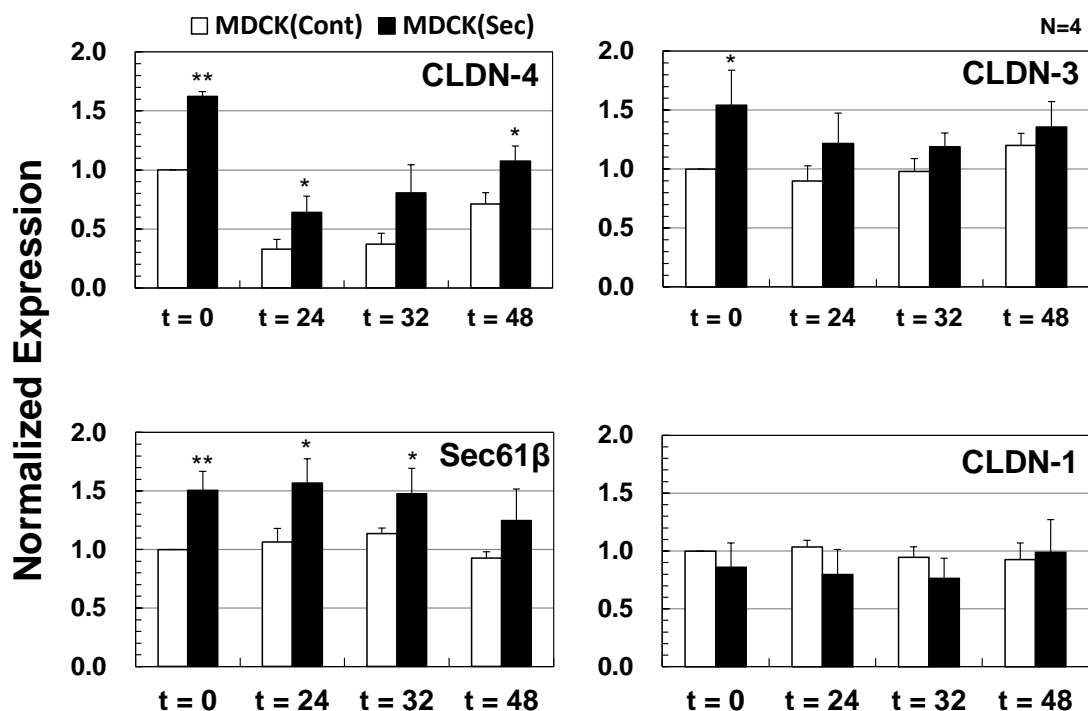 MDCK(Cont) MDCK(Sec)
N=4
Normalized Expression
2.0
1.5
1.0
0.5
0.0
CLDN-4
**
*
*
t = 0 t = 24 t = 32 t = 48
2.0
1.5
1.0
0.5
0.0
CLDN-3
*
t = 0 t = 24 t = 32 t = 48
2.0
1.5
1.0
0.5
0.0
Sec61β
**
*
*
t = 0 t = 24 t = 32 t = 48
2.0
1.5
1.0
0.5
0.0
CLDN-1
t = 0 t = 24 t = 32 t = 48